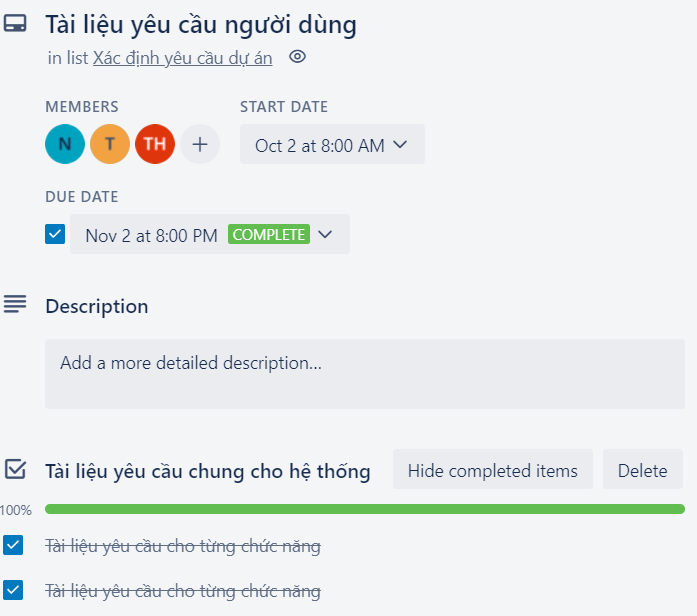 Tài liệu yêu cầu người dùng
in list Xác định yêu cầu dự án
MEMBERS
START DATE
N T TH +
Oct 2 at 8:00 AM
DUE DATE
Nov 2 at 8:00 PM COMPLETE
Description
Add a more detailed description...
Tài liệu yêu cầu chung cho hệ thống
Hide completed items
Delete
100%
Tài liệu yêu cầu cho từng chức năng
Tài liệu yêu cầu cho từng chức năng